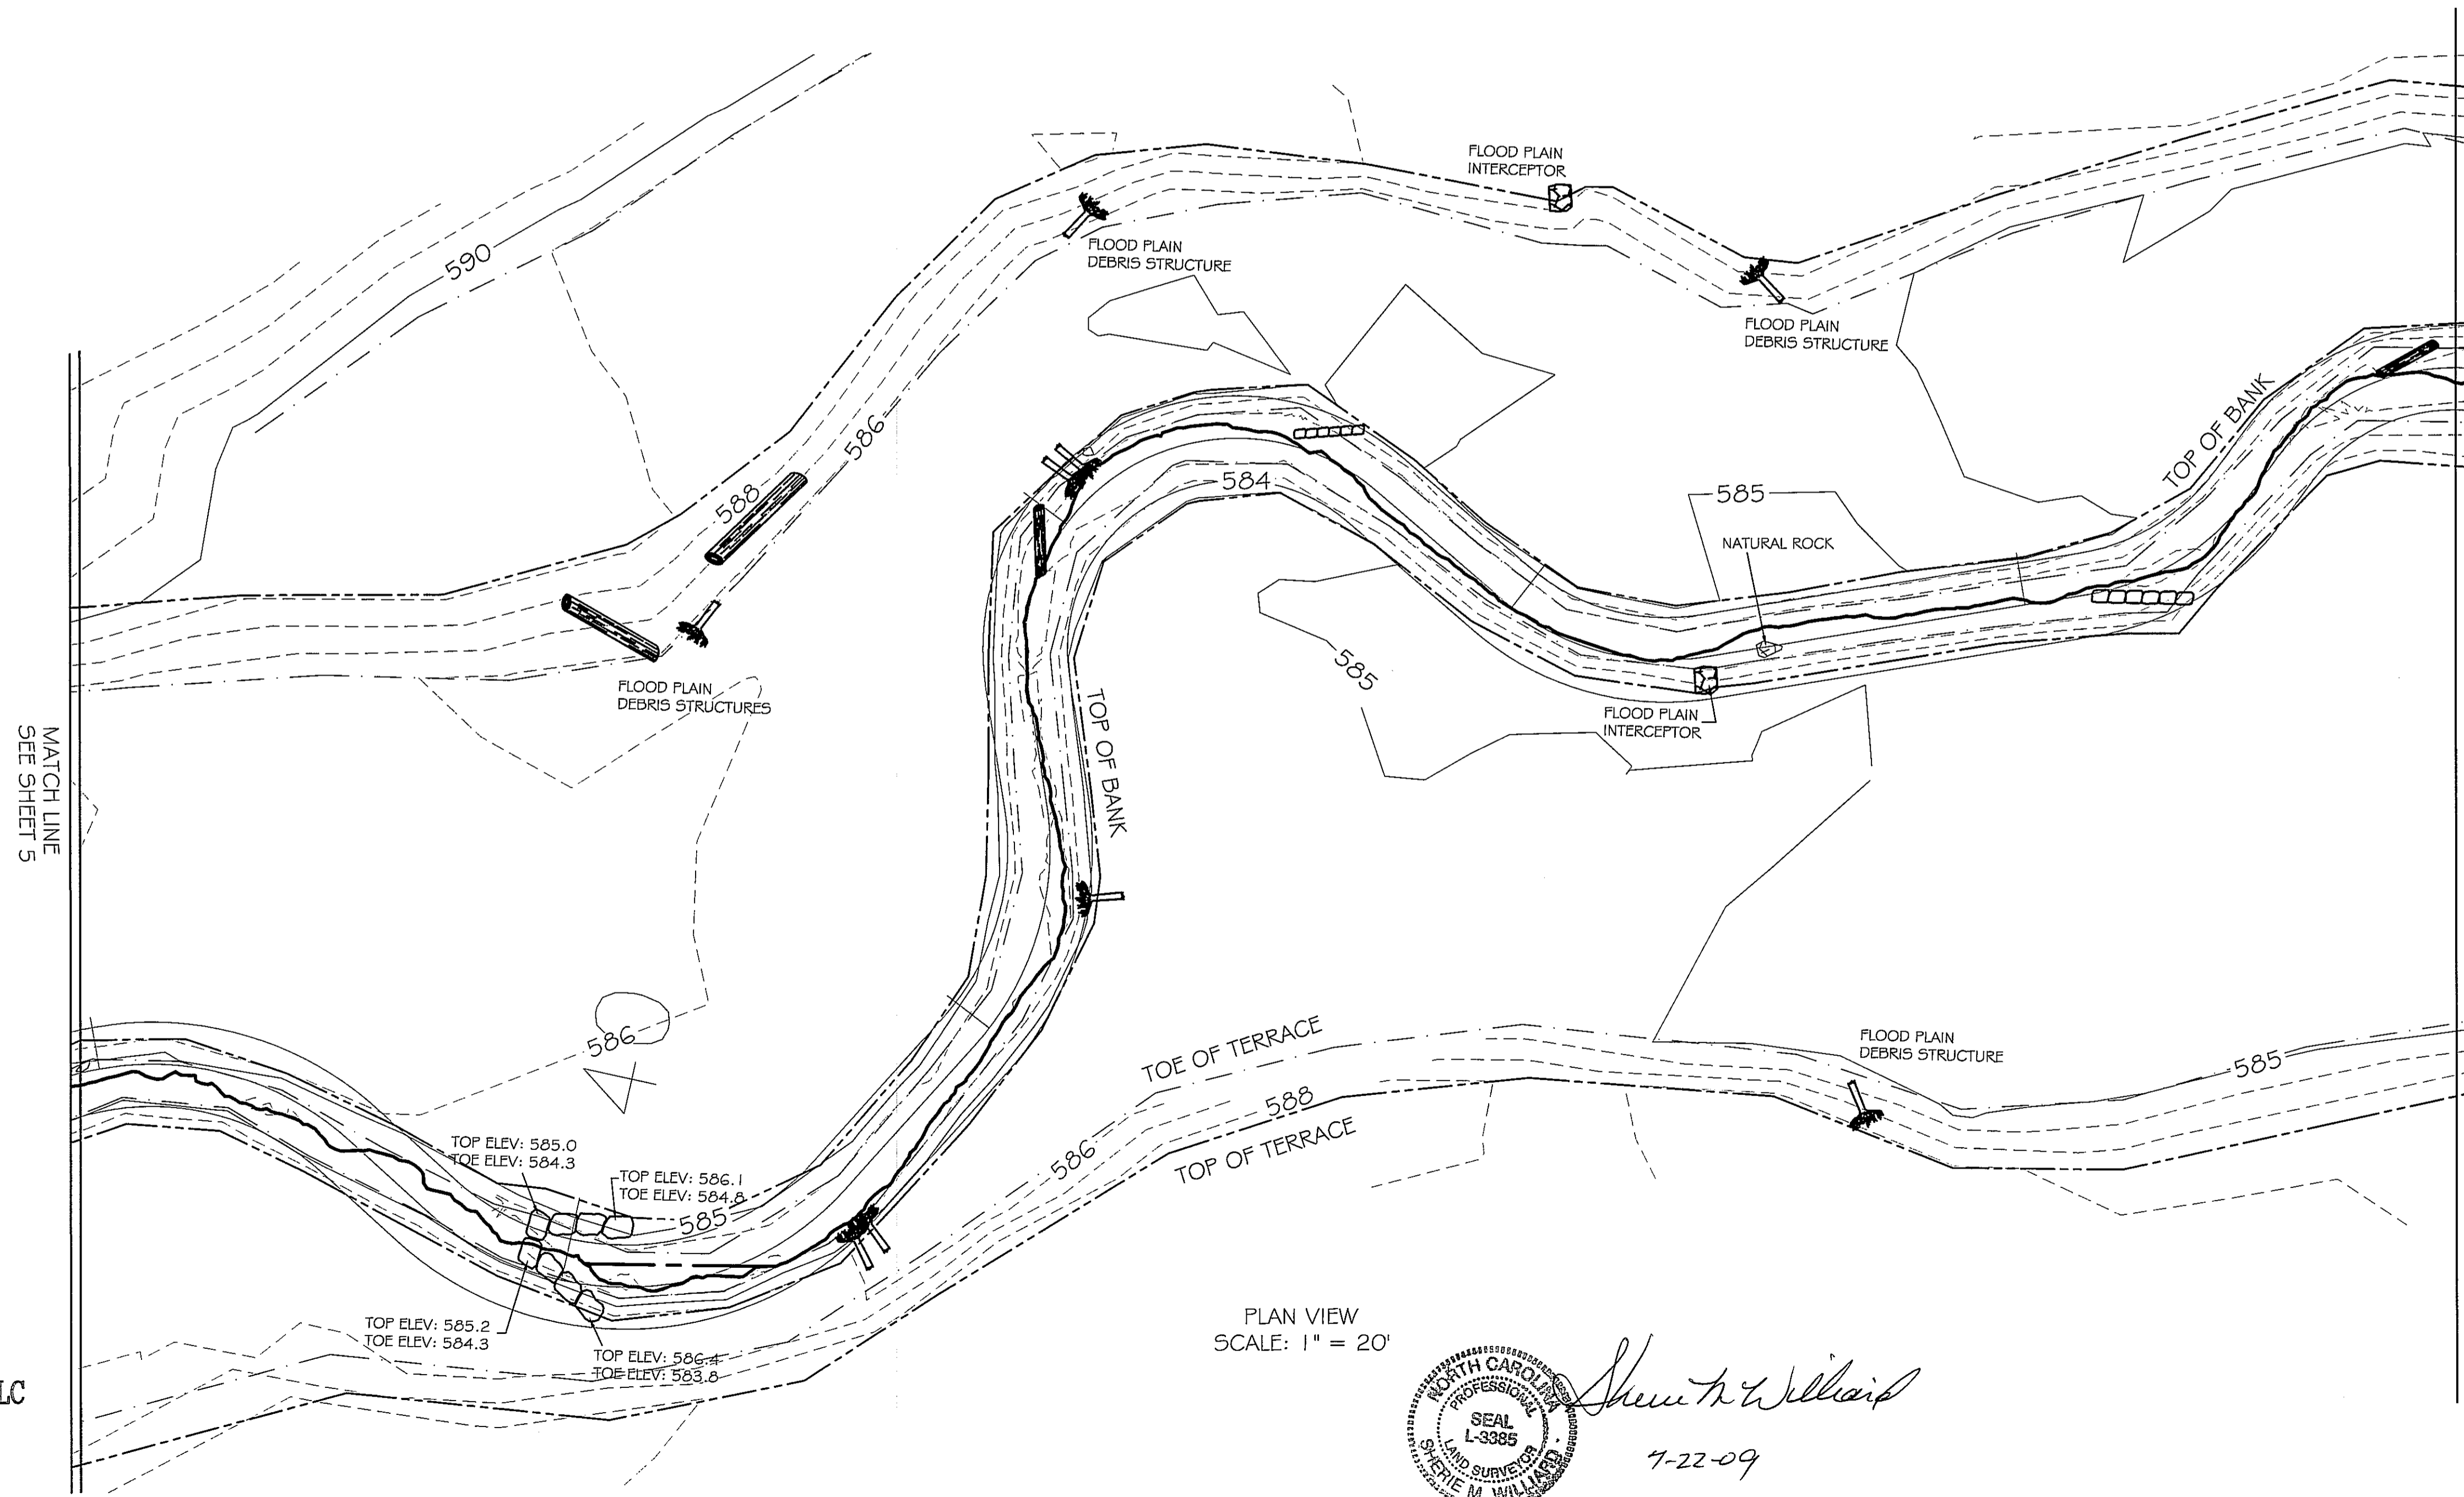 FLOOD PLAIN
INTERCEPTOR
FLOOD PLAIN
DEBRIS STRUCTURE
590
FLOOD PLAIN
DEBRIS STRUCTURE
TOP OF BANK
586
588
584
585
NATURAL ROCK
585
FLOOD PLAIN
DEBRIS STRUCTURES
TOP OF BANK
FLOOD PLAIN
INTERCEPTOR
MATCH LINE
SEE SHEET 5
586
TOE OF TERRACE
588
TOP OF TERRACE
586
FLOOD PLAIN
DEBRIS STRUCTURE
585
TOP ELEV: 585.0
TOE ELEV: 584.3
TOP ELEV: 586.1
TOE ELEV: 584.8
585
TOP ELEV: 585.2
TOE ELEV: 584.3
TOP ELEV: 586.4
TOE ELEV: 583.8
PLAN VIEW
SCALE: 1" = 20'
LC
NORTH CAROLINA
PROFESSIONAL
SEAL
L-3385
LAND SURVEYOR
SHERIE M. WILLIARD
Sherie M Williard
7-22-09